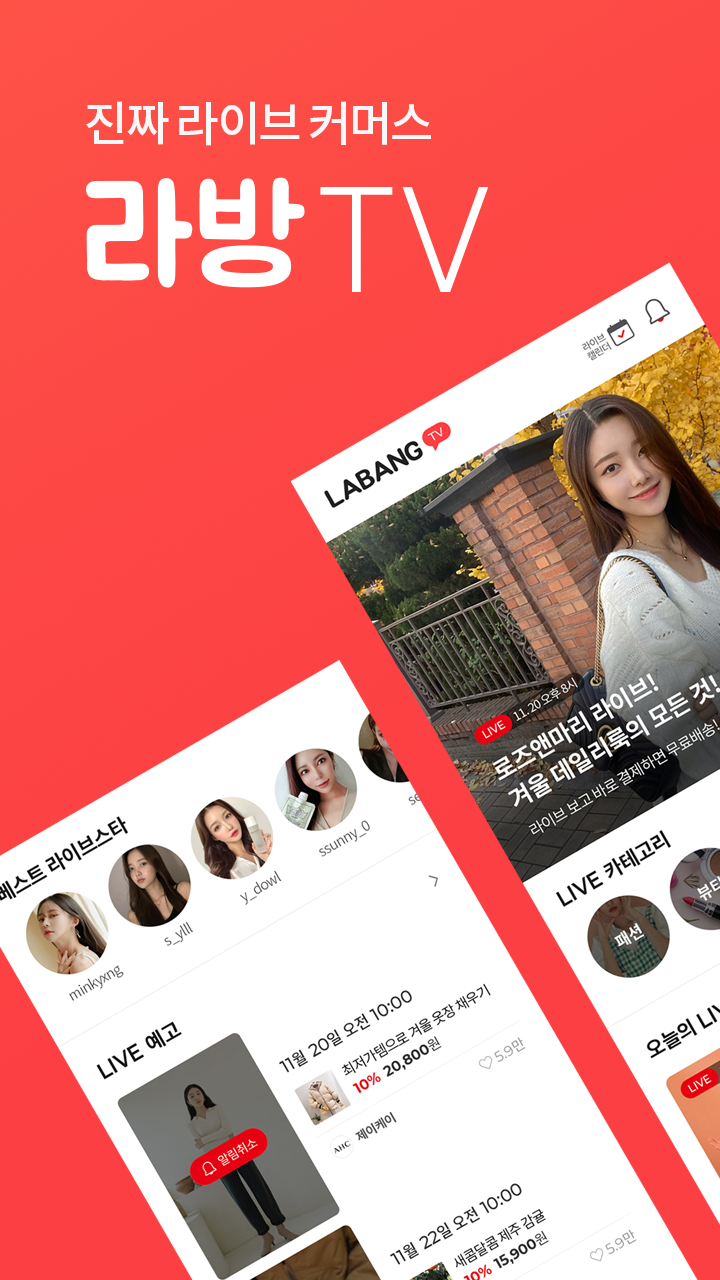 진짜 라이브 커머스
라방 TV
라이브
캘린더
LABANG TV
LIVE 11.20 오후 8시
로즈앤마리 라이브!
겨울 데일리룩의 모든 것!
라이브 보고 바로 결제하면 무료배송!
LIVE 카테고리
패션
뷰티
오늘의 LIV
LIVE
베스트 라이브스타
minkyxng
s_ylll
y_dowl
ssunny_0
se
LIVE 예고
알림취소
11월 20일 오전 10:00
최저가템으로 겨울 옷장 채우기
10% 20,800원
5.9만
AHC 제이케이
11월 22일 오전 10:00
새콤달콤 제주 감귤
10% 15,900원
5.9만